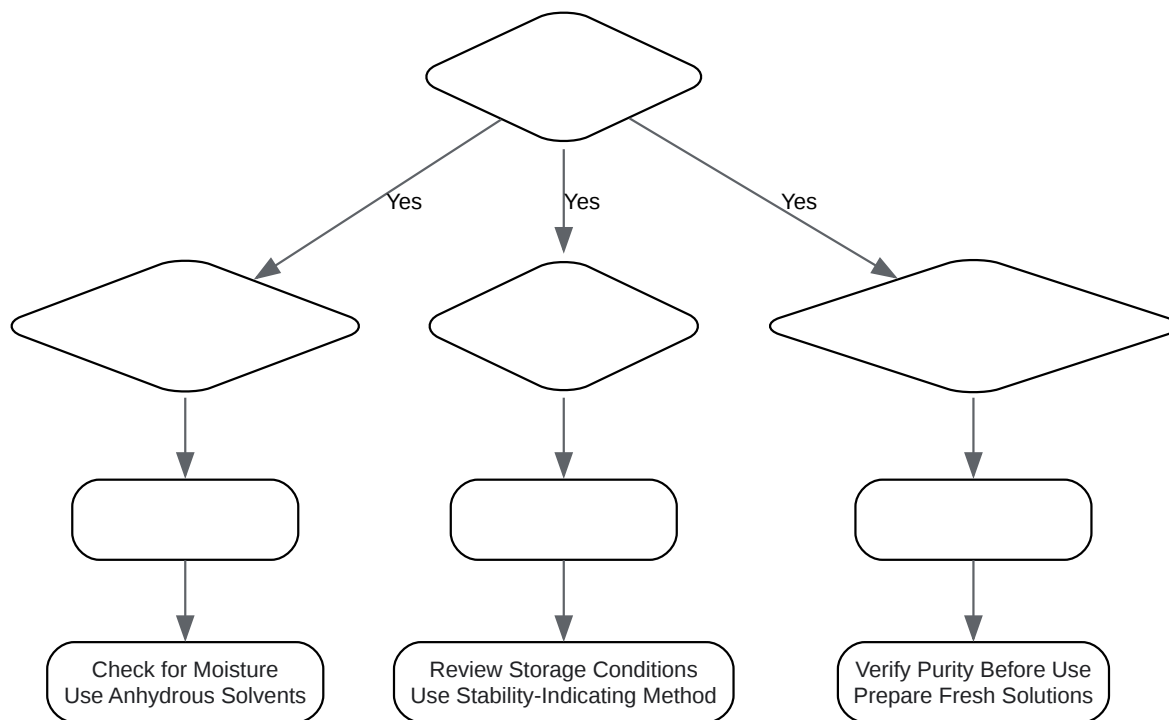 Yes
Yes
Yes
Check for Moisture
Use Anhydrous Solvents
Review Storage Conditions
Use Stability-Indicating Method
Verify Purity Before Use
Prepare Fresh Solutions